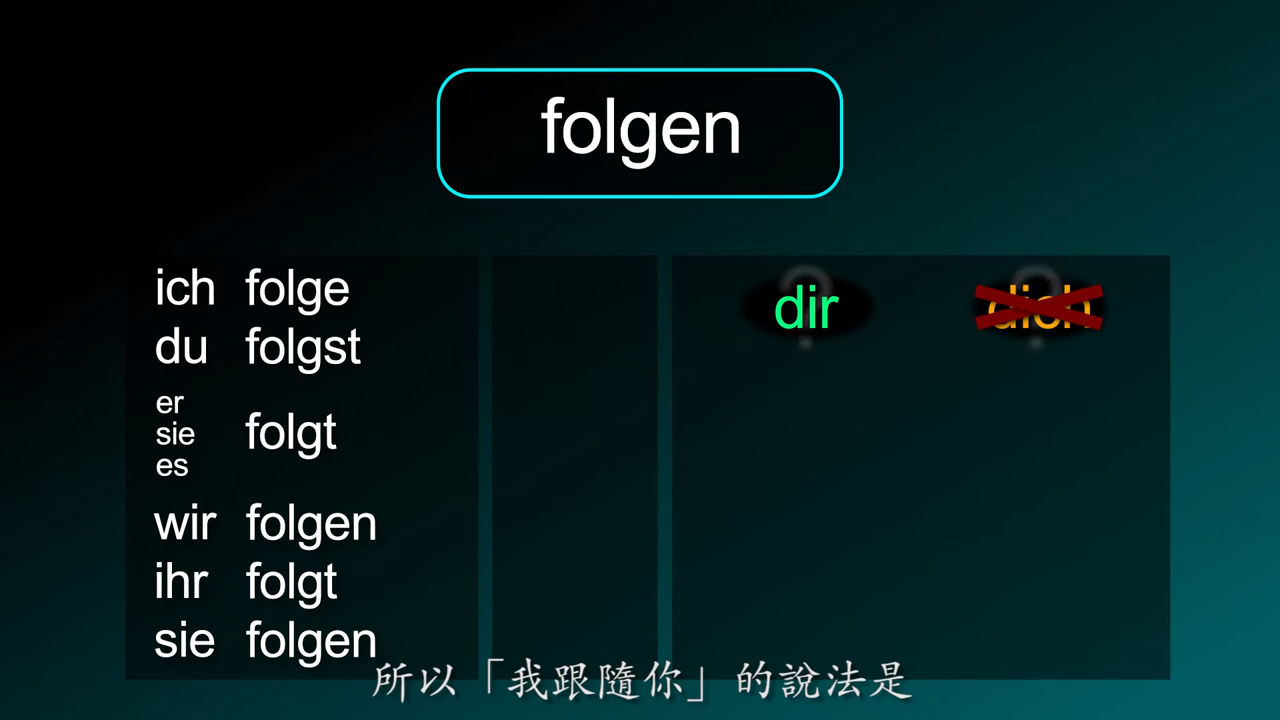 folgen
ich folge
du folgst
er
sie
es
folgt
wir folgen
ihr folgt
sie folgen
dir
dich
所以「我跟隨你」的說法是